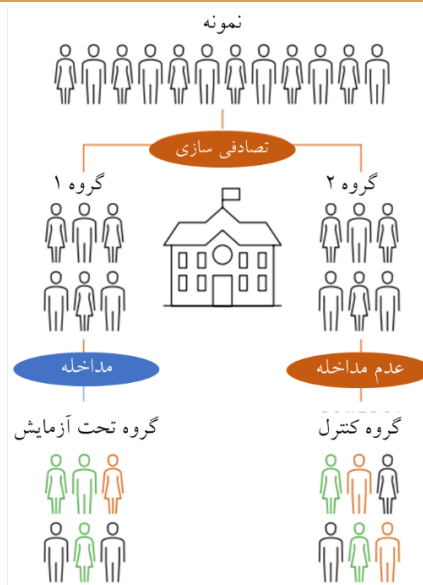 نمونه
تصادفی سازی
گروه ۲
گروه ۱
عدم مداخله
مداخله
گروه کنترل
گروه تحت آزمایش